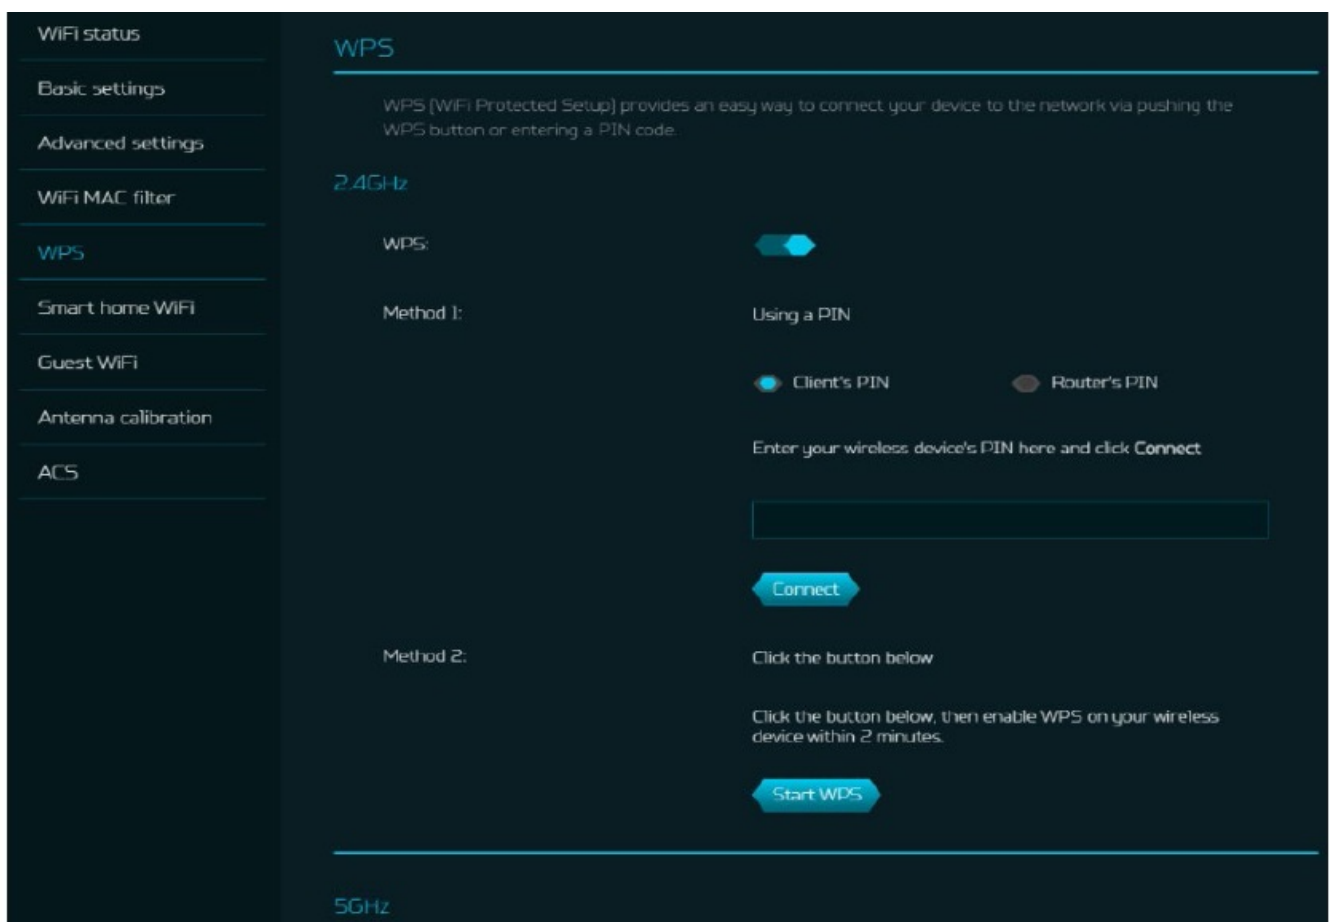 WiFi status
Basic settings
Advanced settings
WiFi MAC filter
WPS
Smart home WiFi
Guest WiFi
Antenna calibration
ACS
WPS
WPS (WiFi Protected Setup) provides an easy way to connect your device to the network via pushing the
WPS button or entering a PIN code.
2.4GHz
WPS:
Method 1:
Using a PIN
Client's PIN
Router's PIN
Enter your wireless device's PIN here and click Connect
Connect
Method 2:
Click the button below
Click the button below, then enable WPS on your wireless
device within 2 minutes.
Start WPS
5GHz